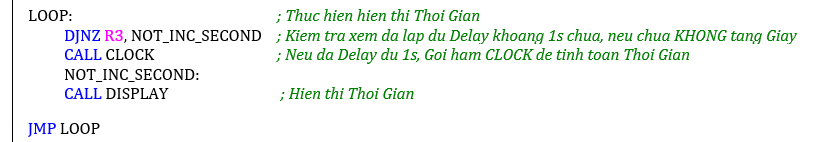 LOOP: ; Thuc hien hien thi Thoi Gian
DJNZ R3, NOT_INC_SECOND ; Kiem tra xem da lap du Delay khoang 1s chua, neu chua KHONG tang Giay
CALL CLOCK ; Neu da Delay du 1s, Goi ham CLOCK de tinh toan Thoi Gian
NOT_INC_SECOND:
CALL DISPLAY ; Hien thi Thoi Gian
JMP LOOP